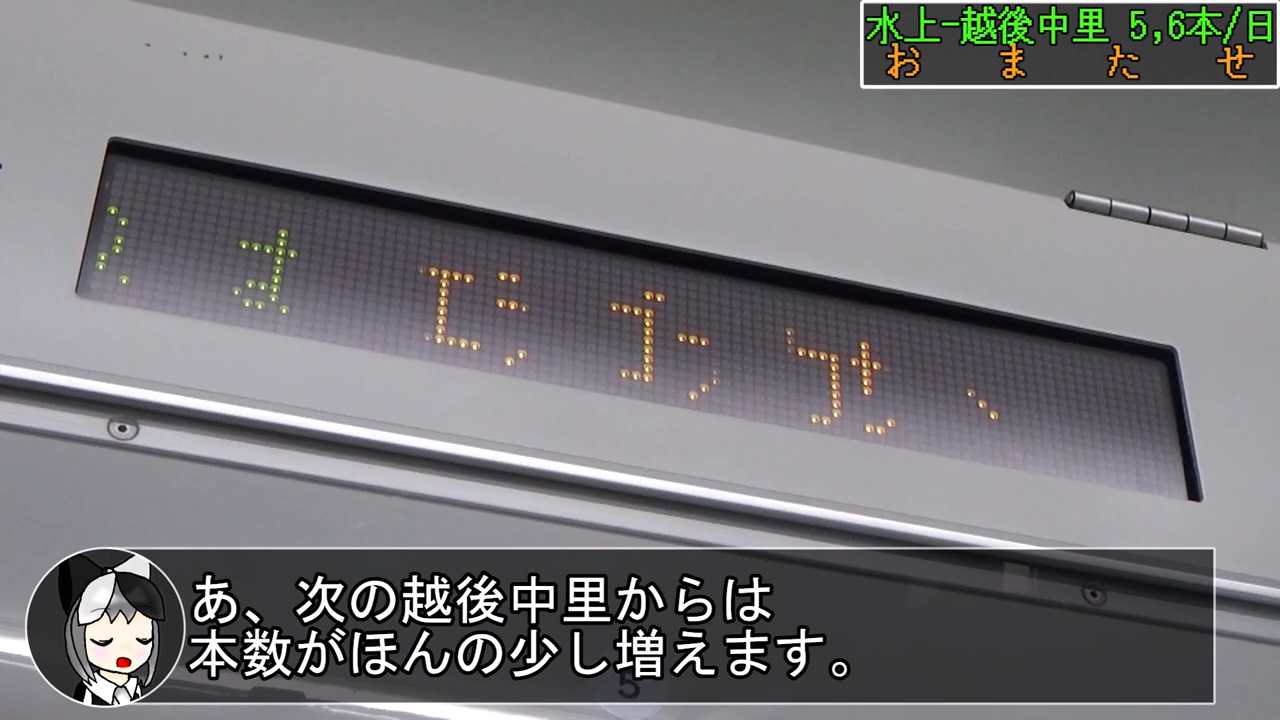 水上-越後中里 5,6本/日
おませ
あ、次の越後中里からは
本数がほんの少し増えます。
5